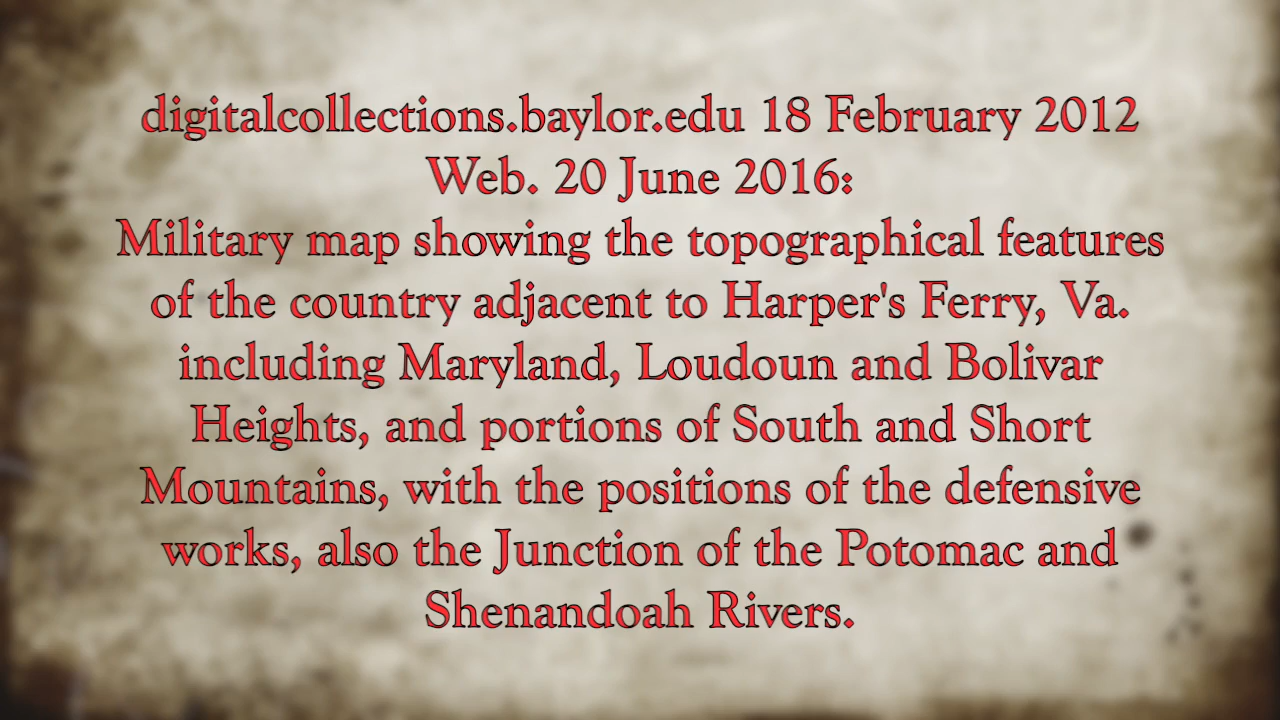 digitalcollections.baylor.edu 18 February 2012
Web. 20 June 2016:
Military map showing the topographical features
of the country adjacent to Harper's Ferry, Va.
including Maryland, Loudoun and Bolivar
Heights, and portions of South and Short
Mountains, with the positions of the defensive
works, also the Junction of the Potomac and
Shenandoah Rivers.